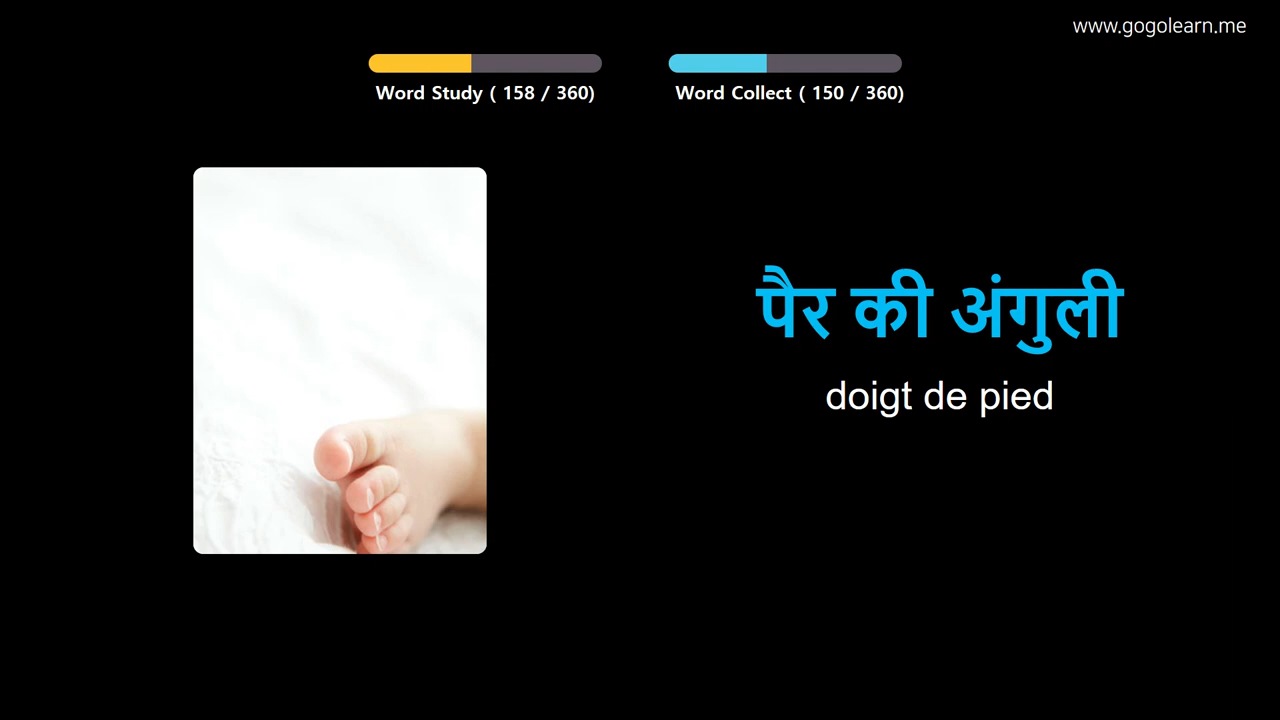 www.gogolearn.me
Word Study ( 158 / 360)
Word Collect ( 150 / 360)
पैर की अंगुली
doigt de pied